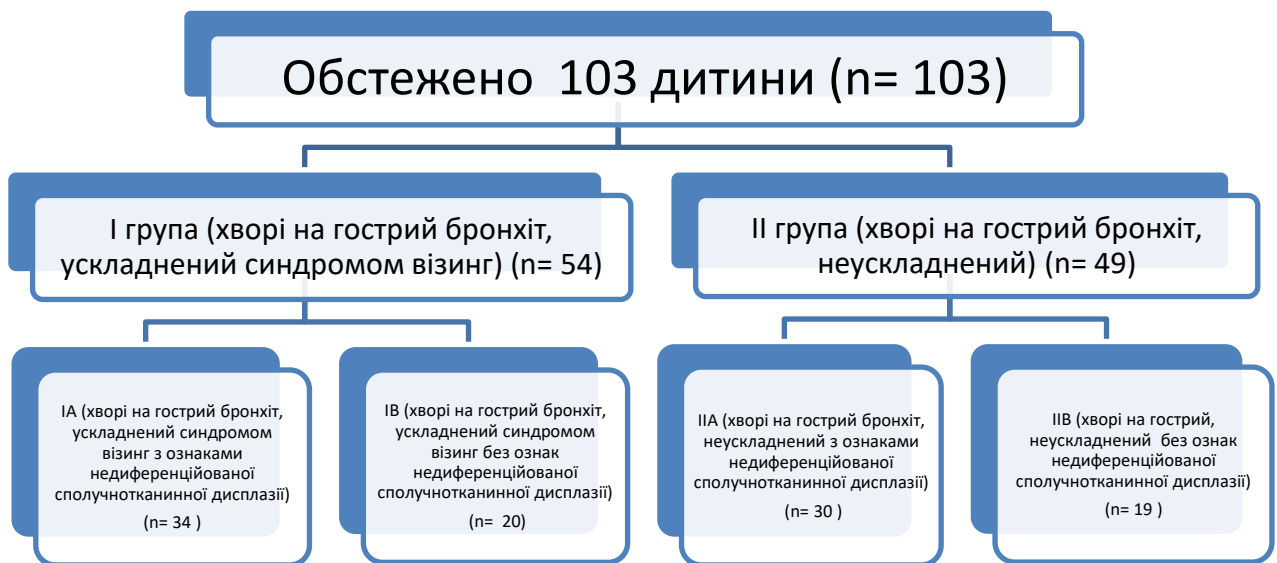 Обстежено 103 дитини (n= 103)
І група (хворі на гострий бронхіт,
ускладнений синдромом візинг) (n= 54)
ІІ група (хворі на гострий бронхіт,
неускладнений) (n= 49)
ІА (хворі на гострий бронхіт,
ускладнений синдромом
візинг з ознаками
недиференційованої
сполучнотканинної дисплазії)
(n= 34 )
ІВ (хворі на гострий бронхіт,
ускладнений синдромом
візинг без ознак
недиференційованої
сполучнотканинної дисплазії)
(n= 20)
ІІА (хворі на гострий бронхіт,
неускладнений з ознаками
недиференційованої
сполучнотканинної дисплазії)
(n= 30 )
ІІВ (хворі на гострий,
неускладнений без ознак
недиференційованої
сполучнотканинної дисплазії)
(n= 19 )